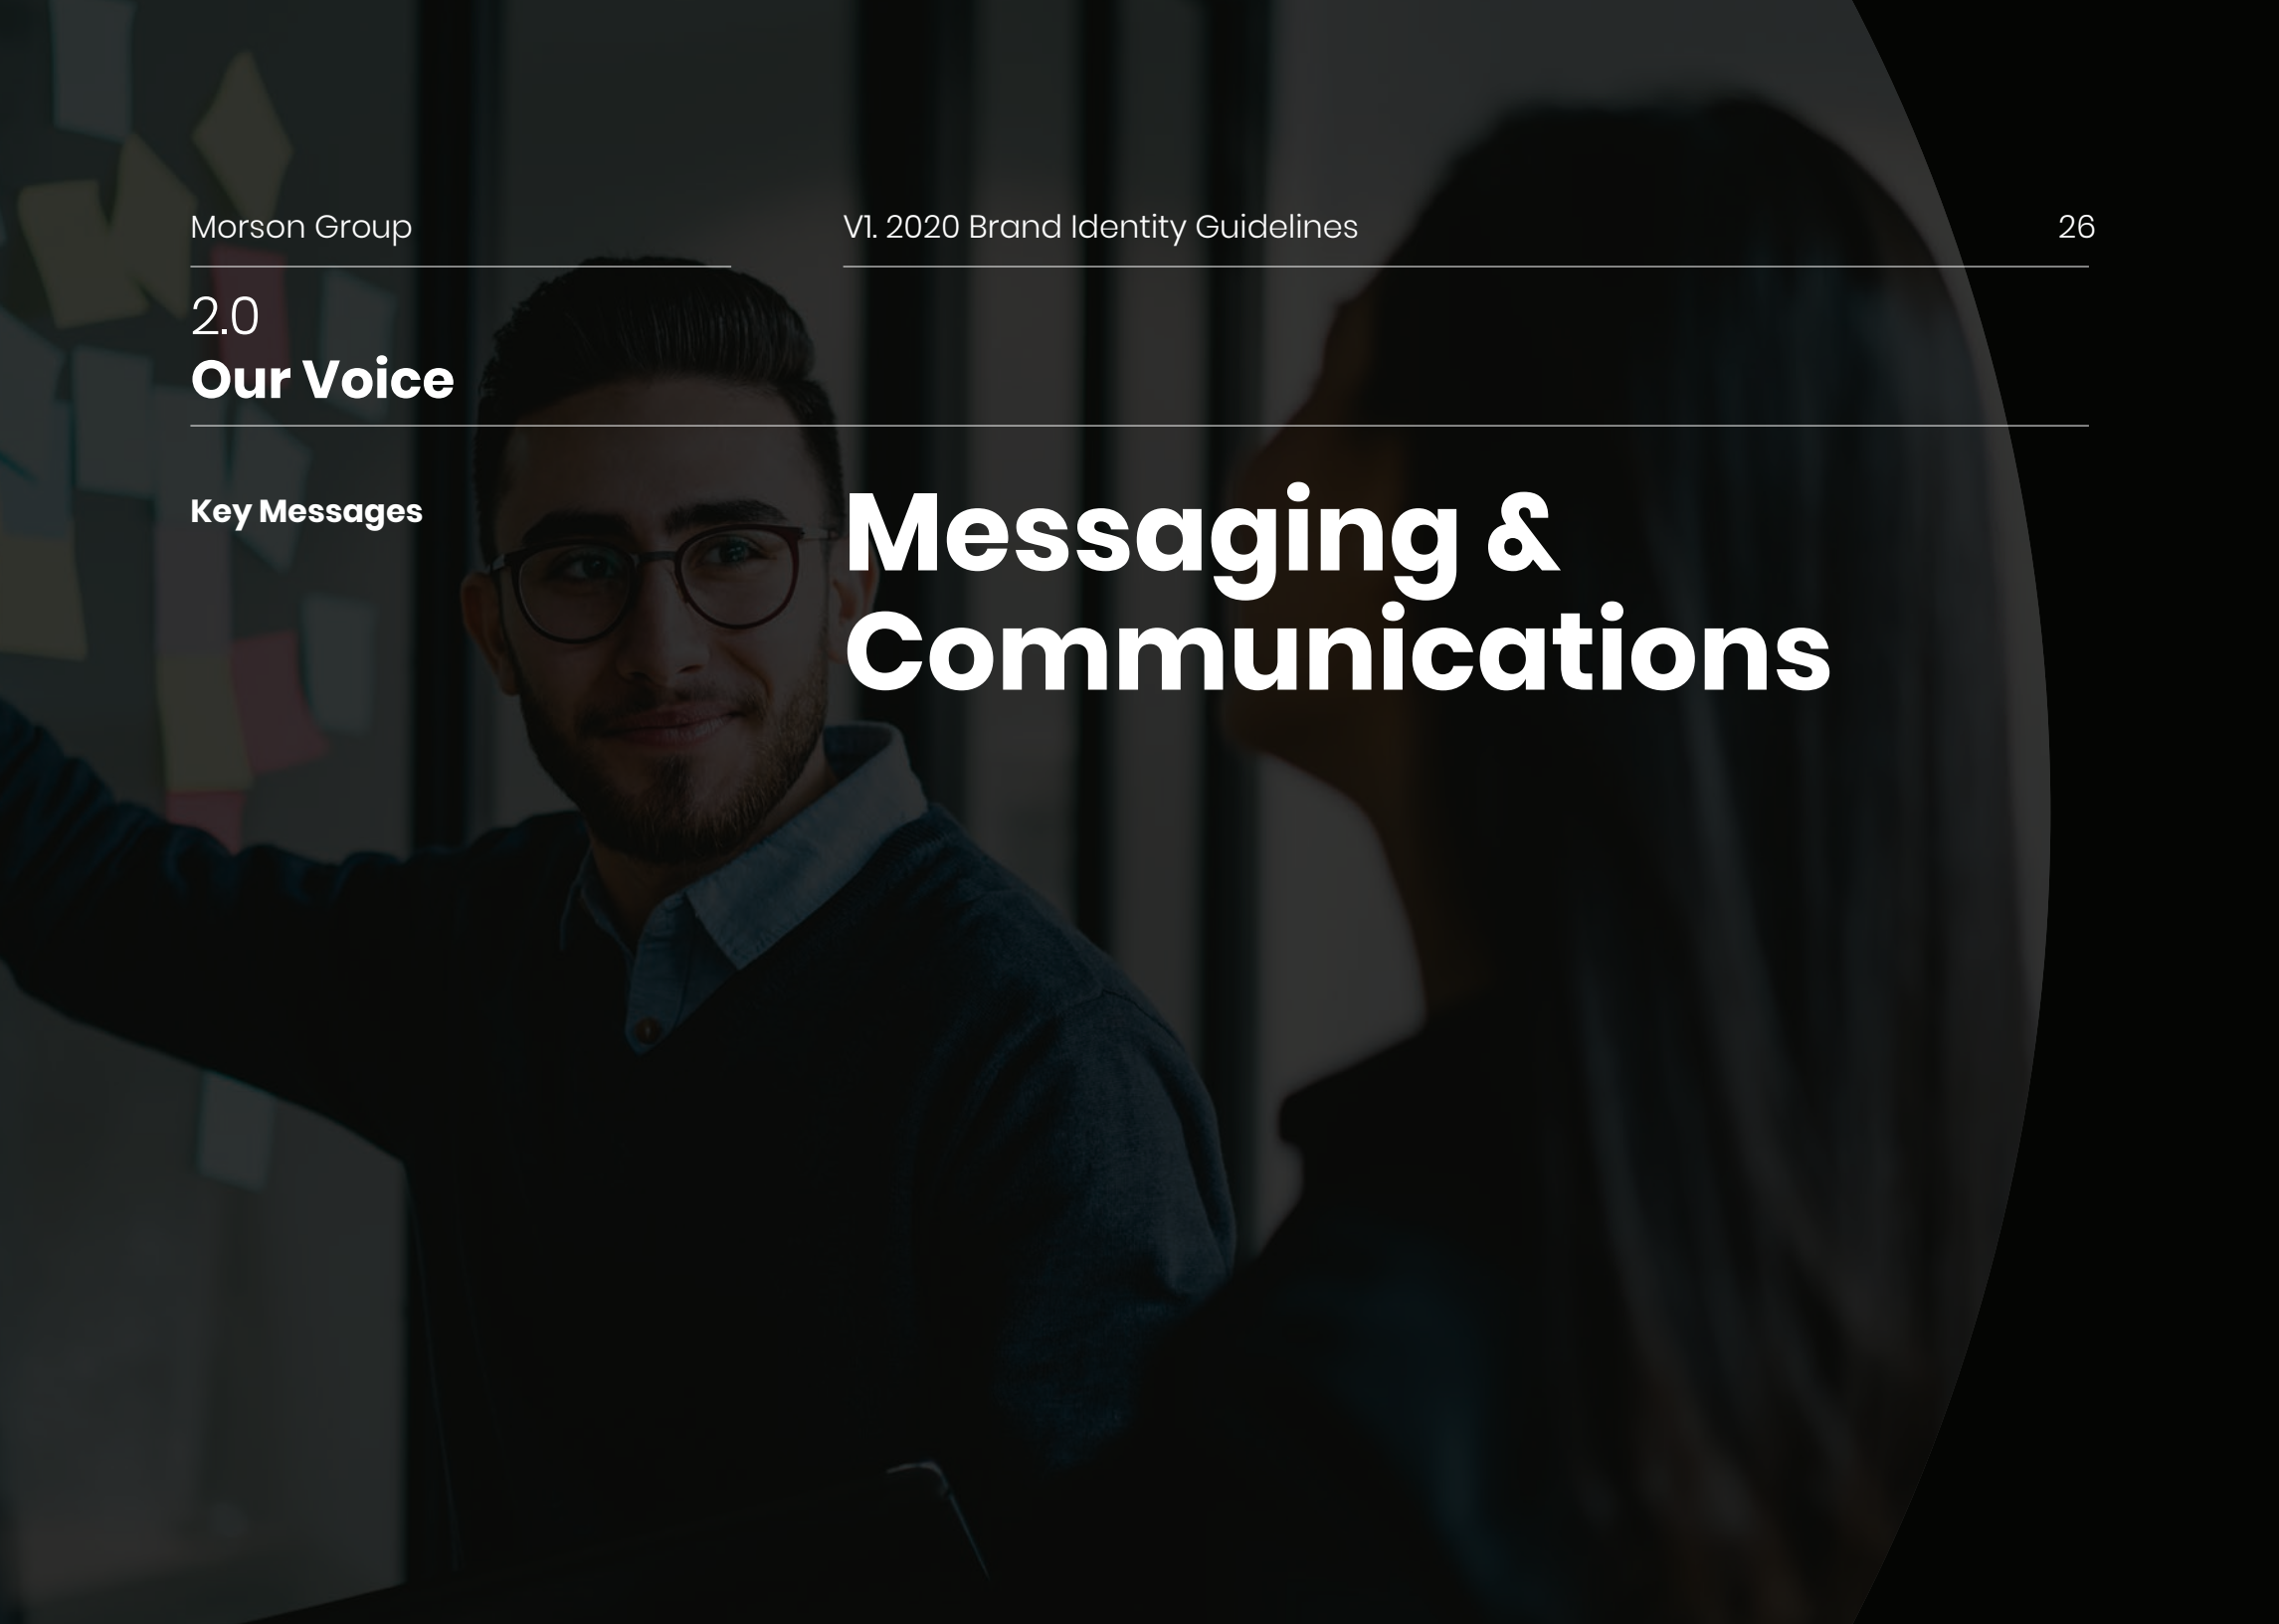 Morson Group
V1. 2020 Brand Identity Guidelines
26
2.0
Our Voice
Key Messages
Messaging &
Communications